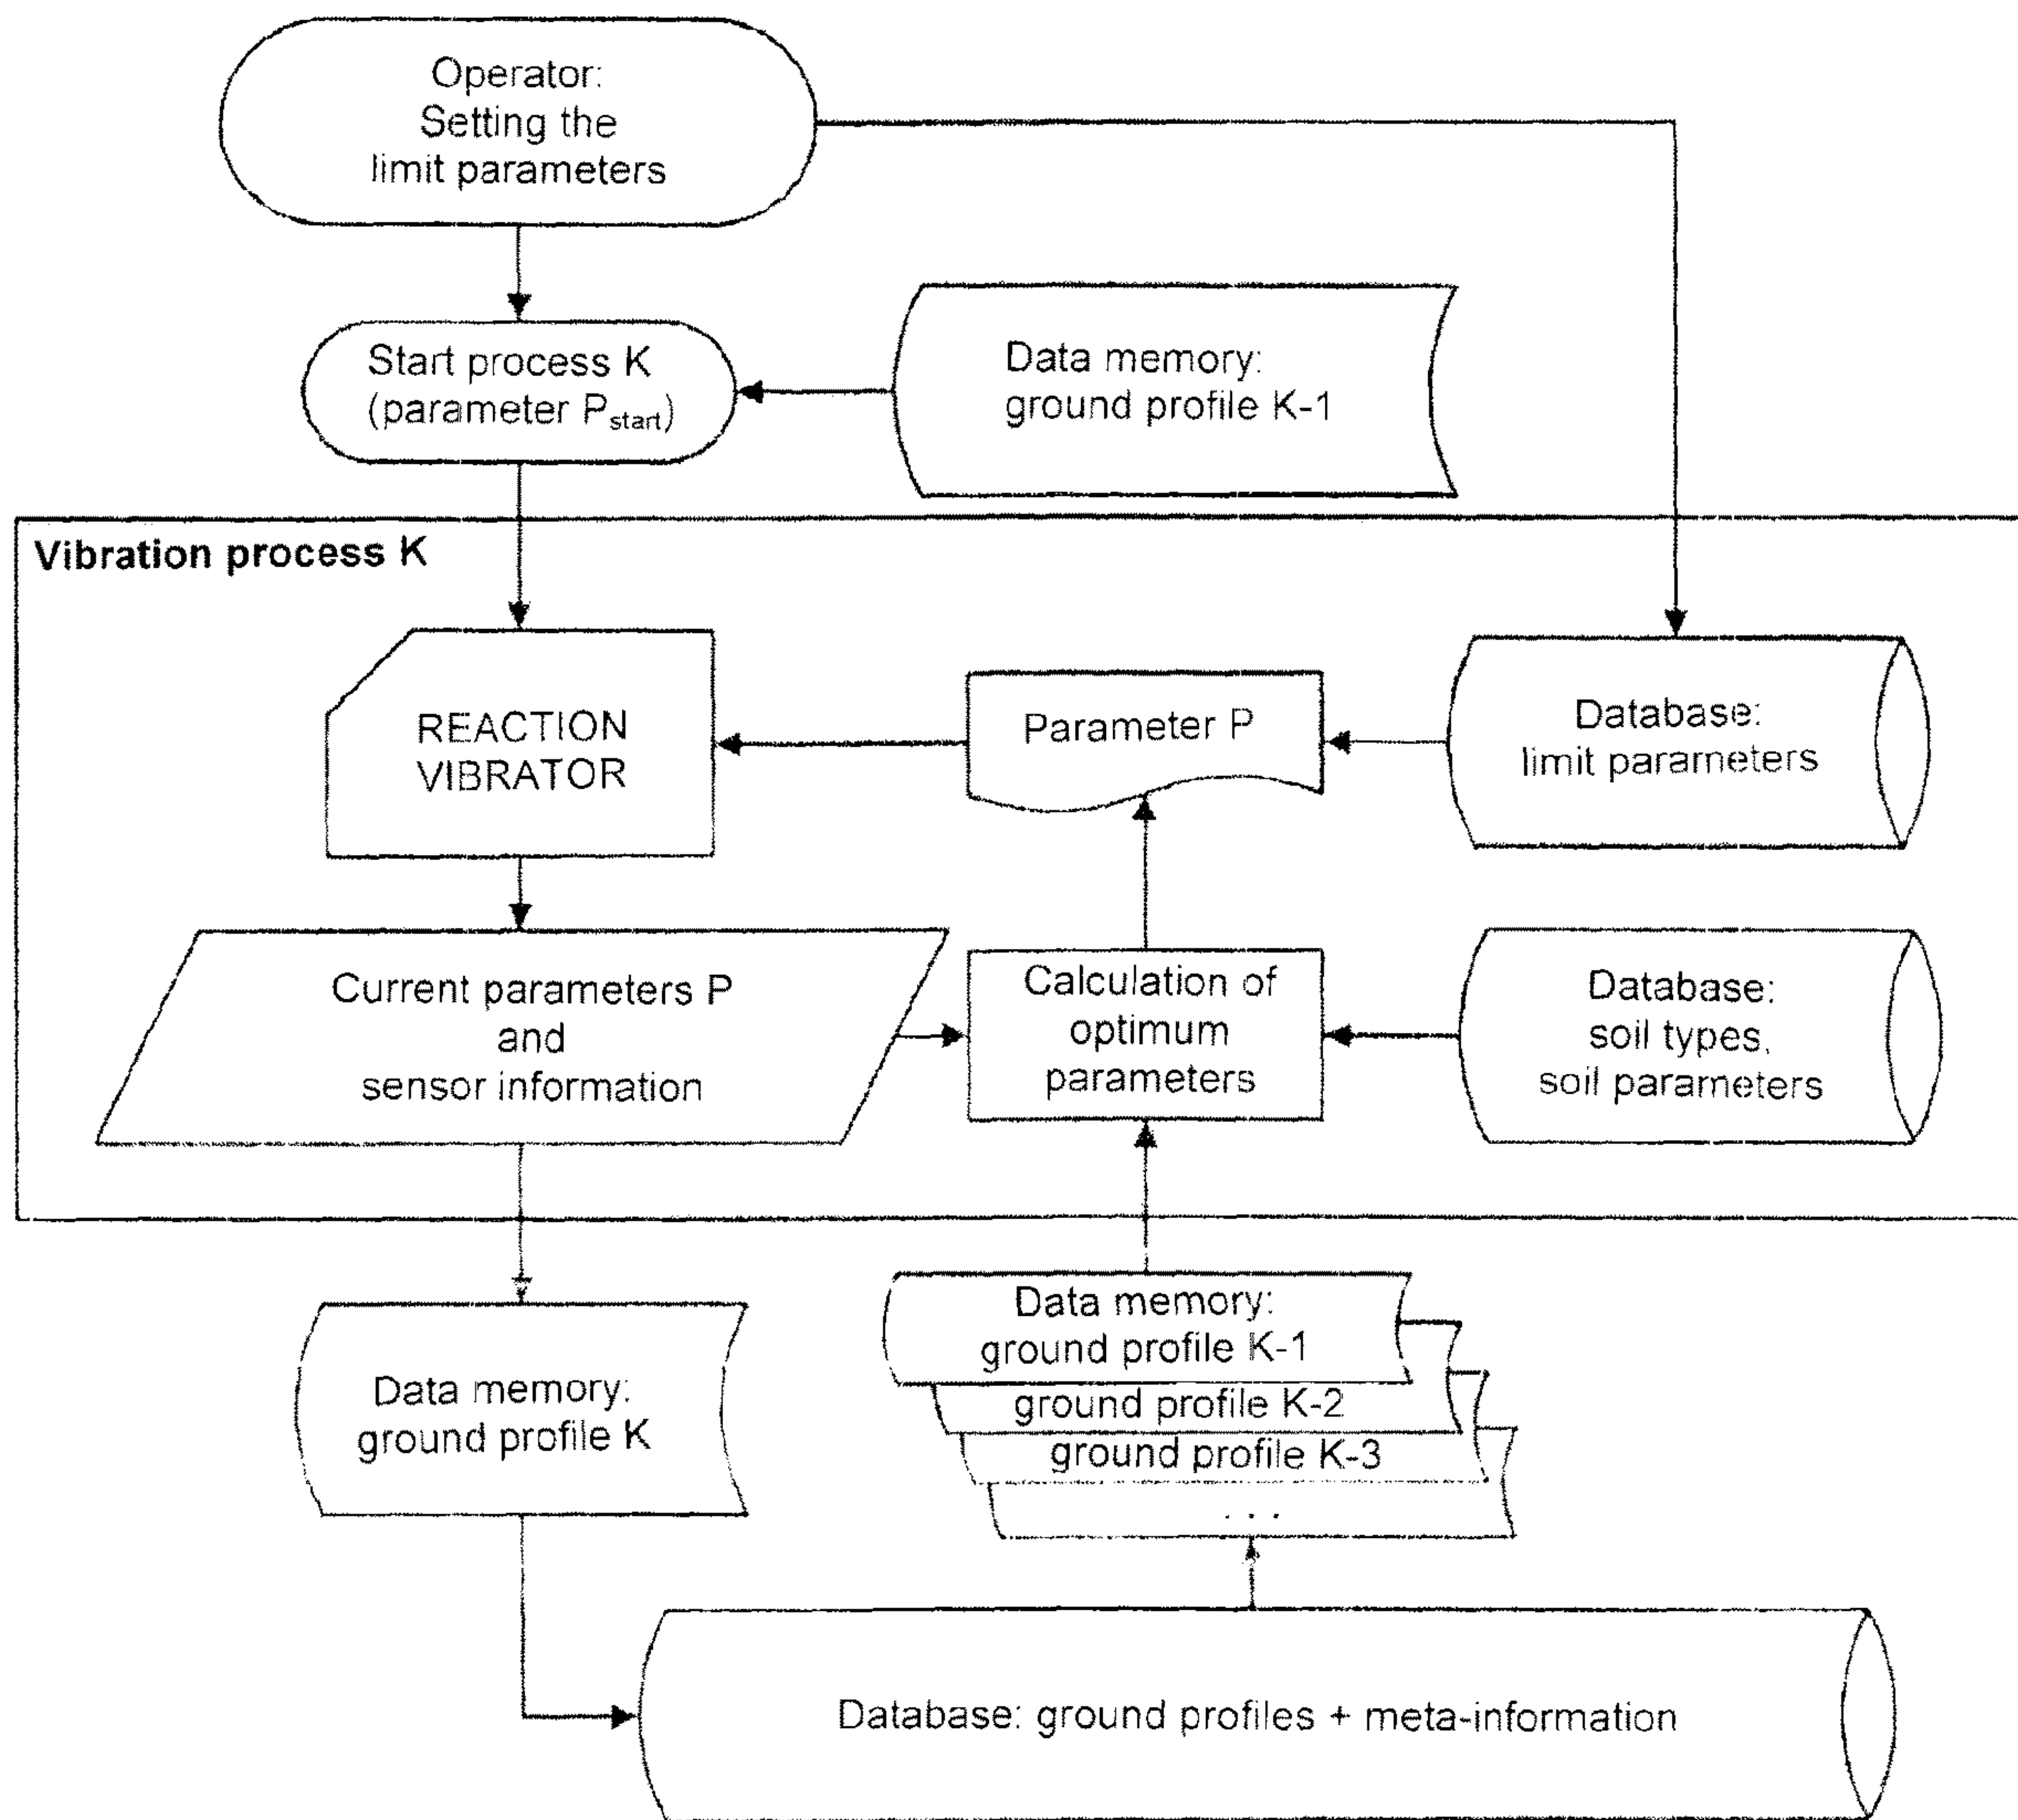 Operator:
Setting the
limit parameters
Start process K
(parameter Pstart)
Data memory:
ground profile K-1
Vibration process K
REACTION
VIBRATOR
Parameter P
Database:
limit parameters
Current parameters P
and
sensor information
Calculation of
optimum
parameters
Database:
soil types,
soil parameters
Data memory:
ground profile K
Data memory:
ground profile K-1
ground profile K-2
ground profile K-3
. . .
Database: ground profiles + meta-information